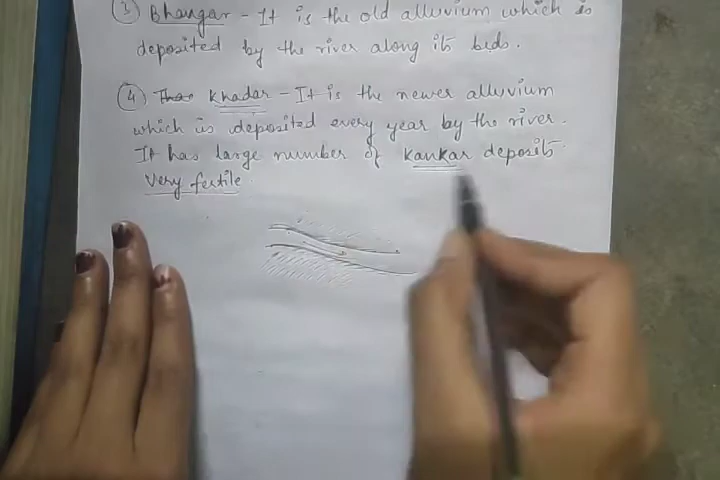 ③ Bhangar - It is the old alluvium which is
deposited by the river along its beds.
④ Thar Khadar - It is the newer alluvium
which is deposited every year by the river.
It has large number of Kankar deposits.
Very fertile.